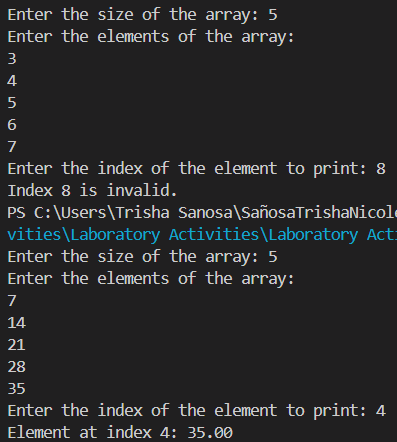 Enter the size of the array: 5
Enter the elements of the array:
3
4
5
6
7
Enter the index of the element to print: 8
Index 8 is invalid.
PS C:\Users\Trisha Sanosa\SañosaTrishaNicole
vities\Laboratory Activities\Laboratory Acti
Enter the size of the array: 5
Enter the elements of the array:
7
14
21
28
35
Enter the index of the element to print: 4
Element at index 4: 35.00